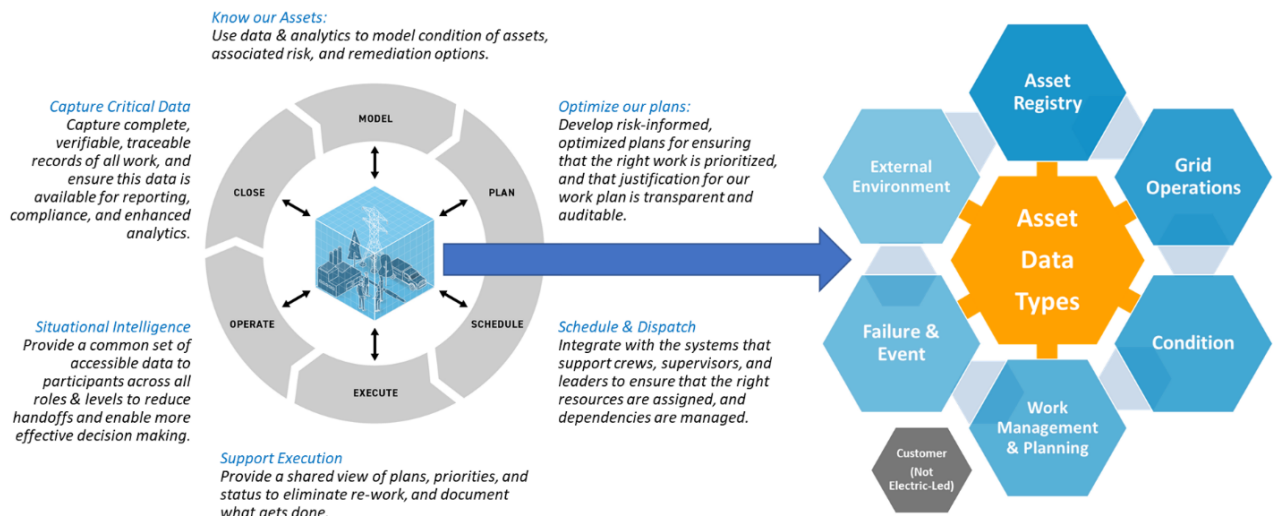 Know our Assets:
Use data & analytics to model condition of assets,
associated risk, and remediation options.
Capture Critical Data
Capture complete,
verifiable, traceable
records of all work, and
ensure this data is
available for reporting,
compliance, and enhanced
analytics.
MODEL
CLOSE
PLAN
OPERATE
SCHEDULE
EXECUTE
Optimize our plans:
Develop risk-informed,
optimized plans for ensuring
that the right work is prioritized,
and that justification for our
work plan is transparent and
auditable.
Situational Intelligence
Provide a common set of
accessible data to
participants across all
roles & levels to reduce
handoffs and enable more
effective decision making.
Schedule & Dispatch
Integrate with the systems that
support crews, supervisors, and
leaders to ensure that the right
resources are assigned, and
dependencies are managed.
Support Execution
Provide a shared view of plans, priorities, and
status to eliminate re-work, and document
what gets done.
Asset
Registry
External
Environment
Grid
Operations
Asset
Data
Types
Failure &
Event
Condition
Work
Management
& Planning
Customer
(Not
Electric-Led)